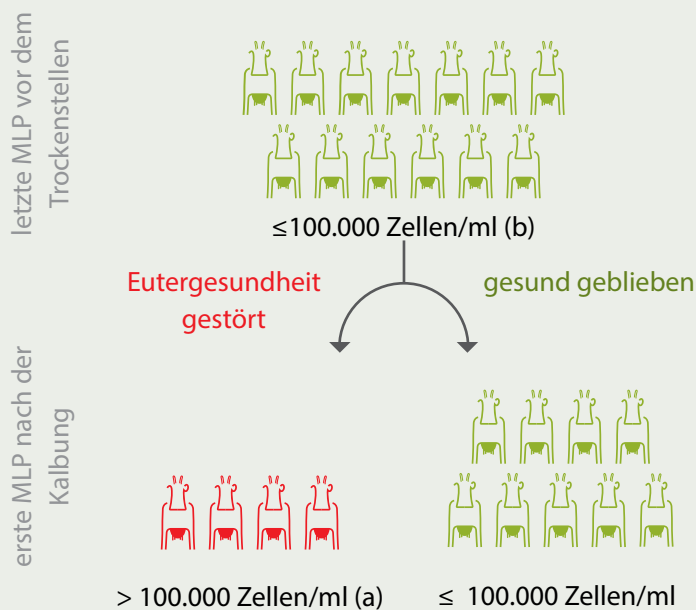 letzte MLP vor dem
Trockenstellen
≤100.000 Zellen/ml (b)
Eutergesundheit
gestört
gesund geblieben
erste MLP nach der
Kalbung
> 100.000 Zellen/ml (a)
≤ 100.000 Zellen/ml